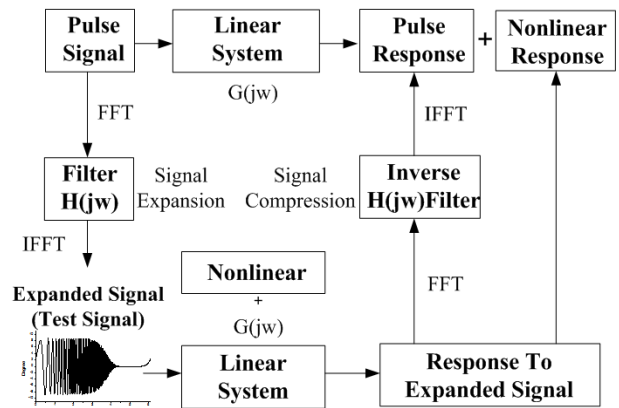 Pulse
Signal
Linear
System
Pulse
Response
+
Nonlinear
Response
G(jw)
FFT
IFFT
Filter
H(jw)
Signal
Expansion
Signal
Compression
Inverse
H(jw)Filter
IFFT
Nonlinear
+
G(jw)
FFT
Expanded Signal
(Test Signal)
Linear
System
Response To
Expanded Signal